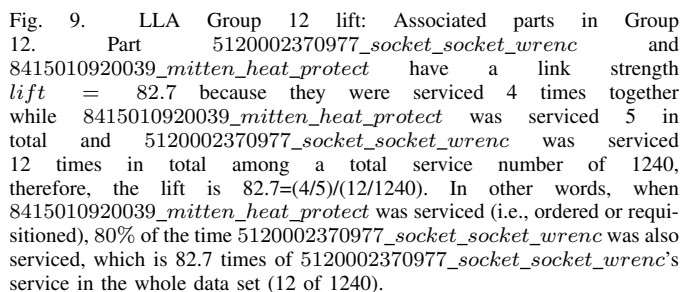 Fig. 9. LLA Group 12 lift: Associated parts in Group
12. Part 5120002370977_socket_socket_wrenc and
8415010920039_mitten_heat_protect have a link strength
lift = 82.7 because they were serviced 4 times together
while 8415010920039_mitten_heat_protect was serviced 5 in
total and 5120002370977_socket_socket_wrenc was serviced
12 times in total among a total service number of 1240,
therefore, the lift is 82.7=(4/5)/(12/1240). In other words, when
8415010920039_mitten_heat_protect was serviced (i.e., ordered or requi-
sitioned), 80% of the time 5120002370977_socket_socket_wrenc was also
serviced, which is 82.7 times of 5120002370977_socket_socket_wrenc's
service in the whole data set (12 of 1240).